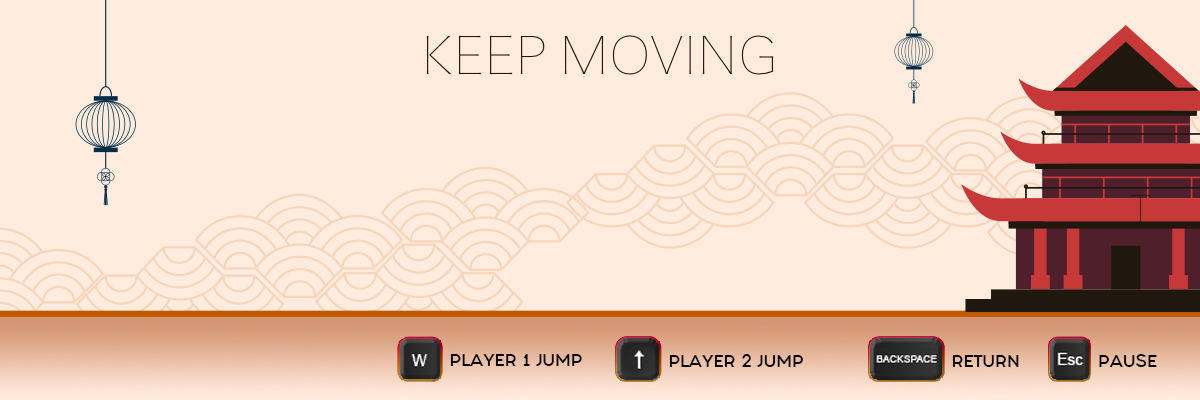 KEEP MOVING
W PLAYER 1 JUMP ↑ PLAYER 2 JUMP BACKSPACE RETURN Esc PAUSE